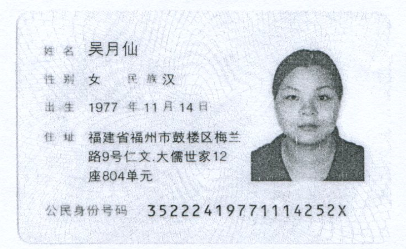 姓名 吴月仙
性别 女 民族 汉
出生 1977 年 11 月 14 日
住址 福建省福州市鼓楼区梅兰
路9号仁文.大儒世家12
座804单元
公民身份号码 35222419771114252X